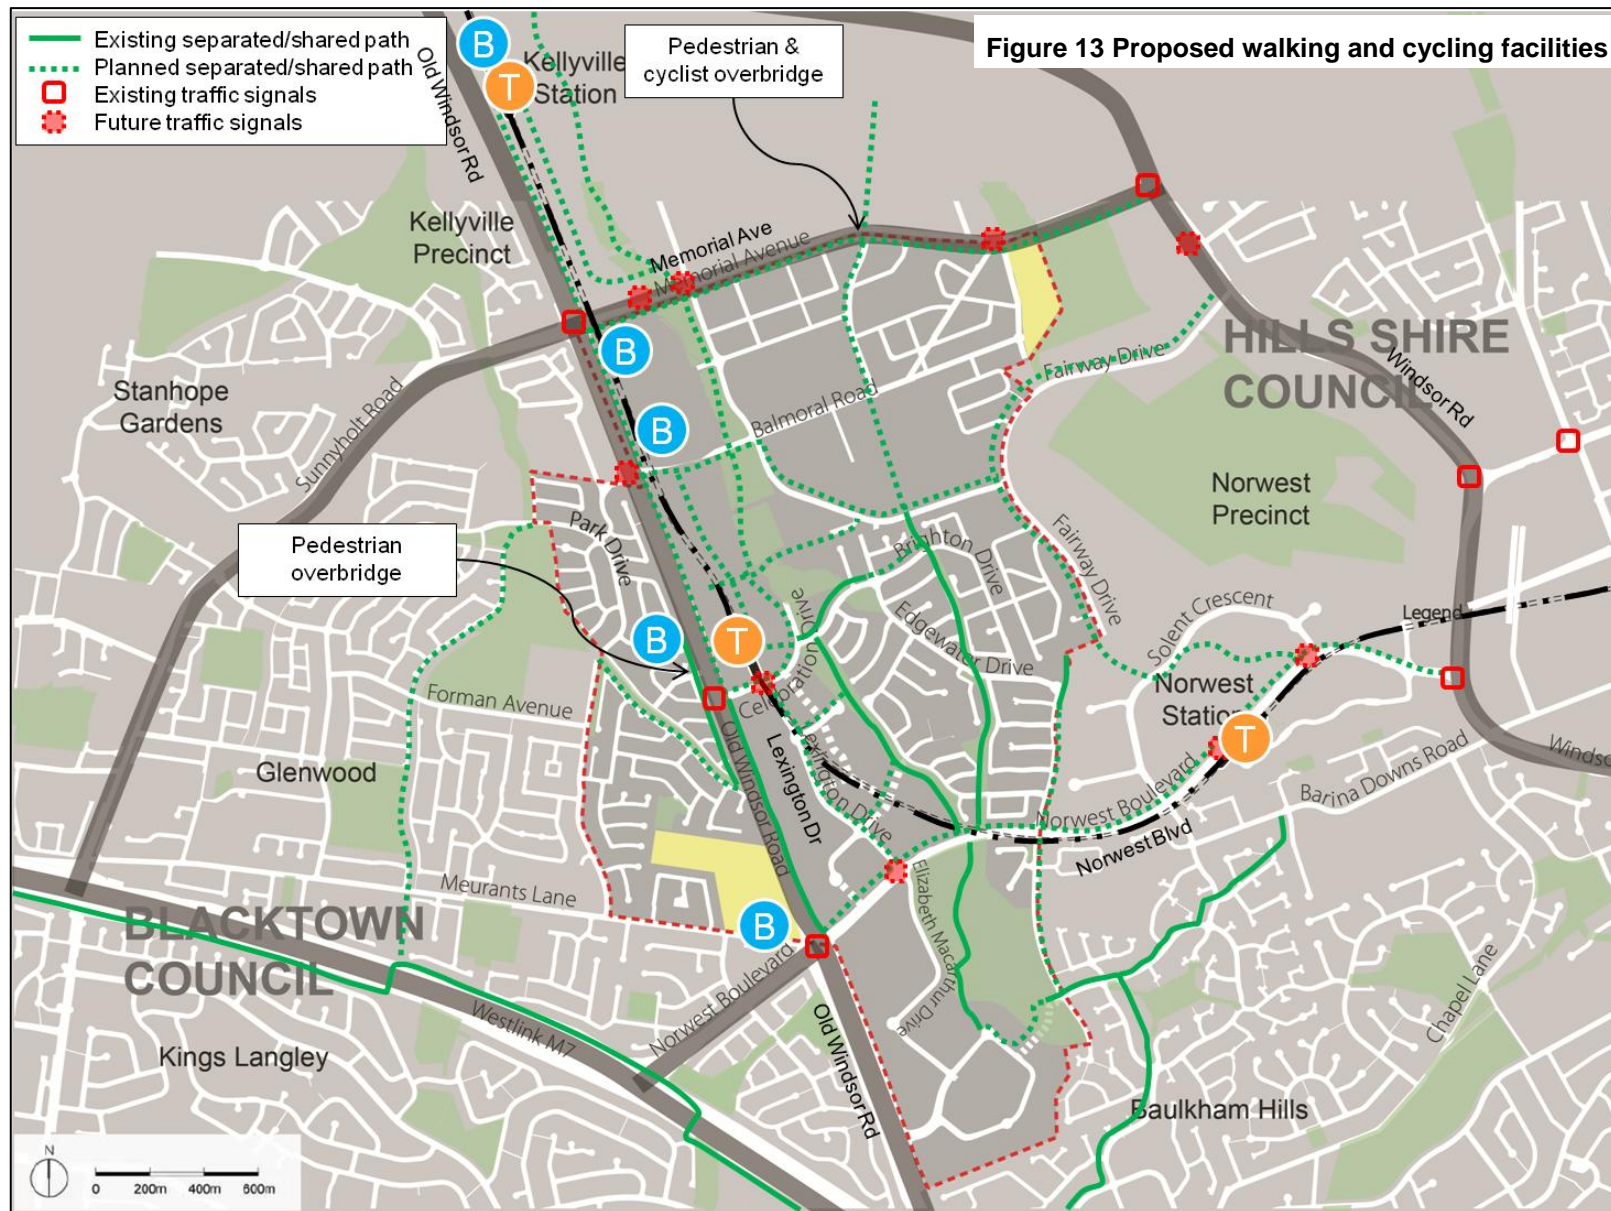 Figure 13 Proposed walking and cycling facilities
Existing separated/shared path
Planned separated/shared path
Existing traffic signals
Future traffic signals
B
T
Kellyville
Station
Old Windsor Rd
Pedestrian &
cyclist overbridge
Kellyville
Precinct
Memorial Ave
Memorial Avenue
B
B
HILLS SHIRE
COUNCIL
Windsor Rd
Fairway Drive
Balmoral Road
Stanhope
Gardens
Sunnyholt Road
Norwest
Precinct
Park Drive
Pedestrian
overbridge
Brighton Drive
Fairway Drive
Edgewater Drive
Solent Crescent
Legend
B
T
Celebration Drive
Norwest
Station
T
Forman Avenue
Old Windsor Road
Lexington Dr
Lexington Drive
Norwest Boulevard
Norwest Blvd
Barina Downs Road
Windsc
Glenwood
Meurants Lane
B
Elizabeth Macarthur Drive
BLACKTOWN
COUNCIL
Norwest Boulevard
Westlink M7
Old Windsor Rd
Chapel Lane
Kings Langley
Baulkham Hills
N
0 200m 400m 600m